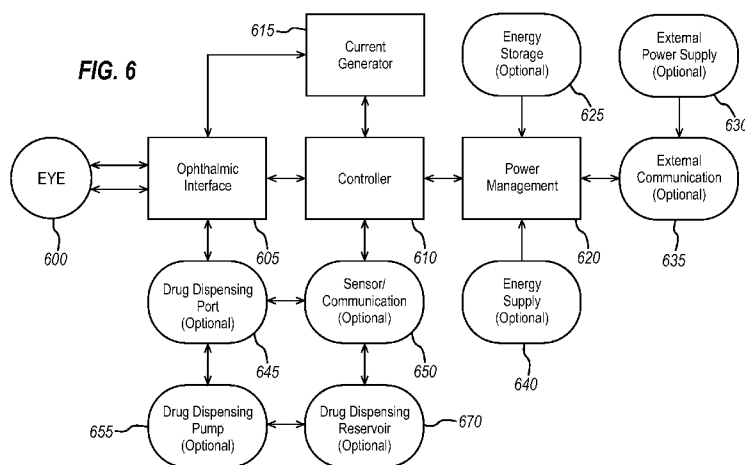 FIG. 6
615
Current
Generator
Energy
Storage
(Optional)
625
External
Power Supply
(Optional)
630
EYE
600
Ophthalmic
Interface
605
Controller
610
Power
Management
620
External
Communication
(Optional)
635
Drug Dispensing
Port
(Optional)
645
Sensor/
Communication
(Optional)
650
Energy
Supply
(Optional)
640
655
Drug Dispensing
Pump
(Optional)
Drug Dispensing
Reservoir
(Optional)
670